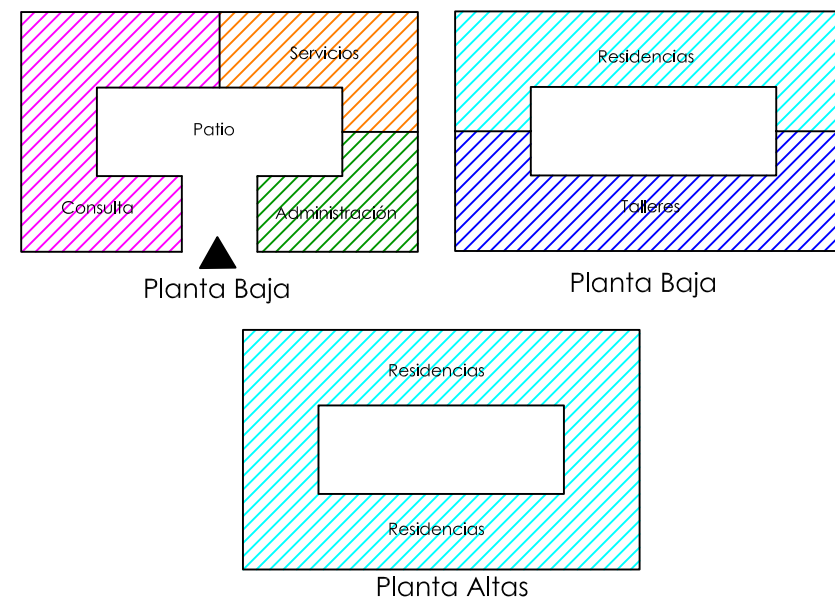 Servicios
Patio
Consulta
Administración
Planta Baja
Residencias
Talleres
Planta Baja
Residencias
Residencias
Planta Altas